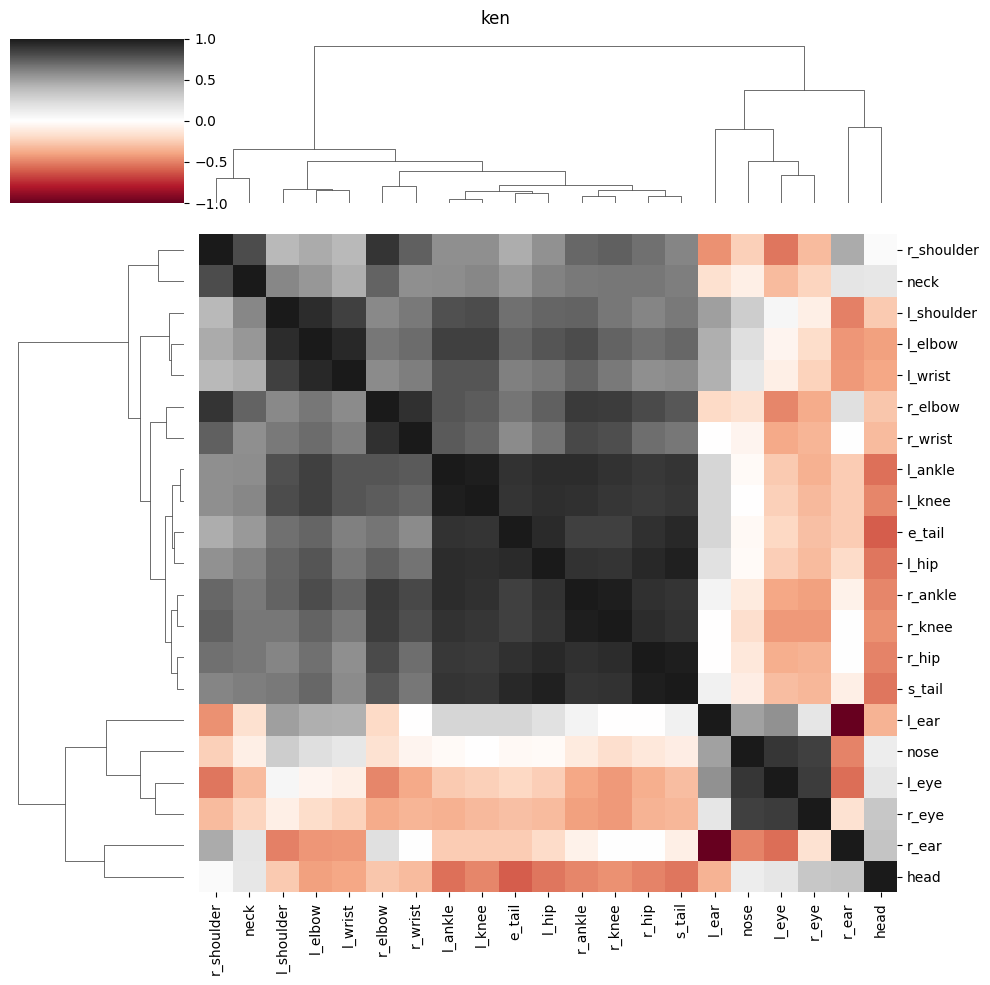 ken
1.0
0.5
0.0
−0.5
−1.0
r_shoulder
neck
l_shoulder
l_elbow
l_wrist
r_elbow
r_wrist
l_ankle
l_knee
e_tail
l_hip
r_ankle
r_knee
r_hip
s_tail
l_ear
nose
l_eye
r_eye
r_ear
head
r_shoulder
neck
l_shoulder
l_elbow
l_wrist
r_elbow
r_wrist
l_ankle
l_knee
e_tail
l_hip
r_ankle
r_knee
r_hip
s_tail
l_ear
nose
l_eye
r_eye
r_ear
head